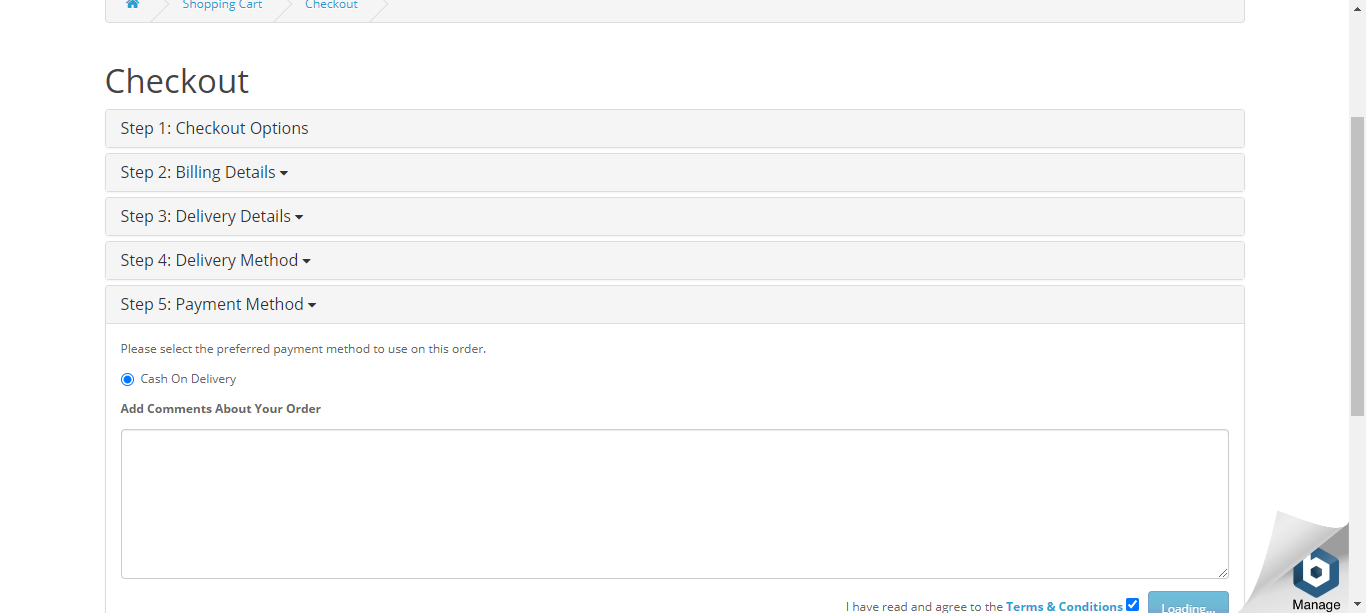 Shopping Cart
Checkout
Checkout
Step 1: Checkout Options
Step 2: Billing Details
Step 3: Delivery Details
Step 4: Delivery Method
Step 5: Payment Method
Please select the preferred payment method to use on this order.
Cash On Delivery
Add Comments About Your Order
I have read and agree to the Terms & Conditions
Loading...
b
Manage